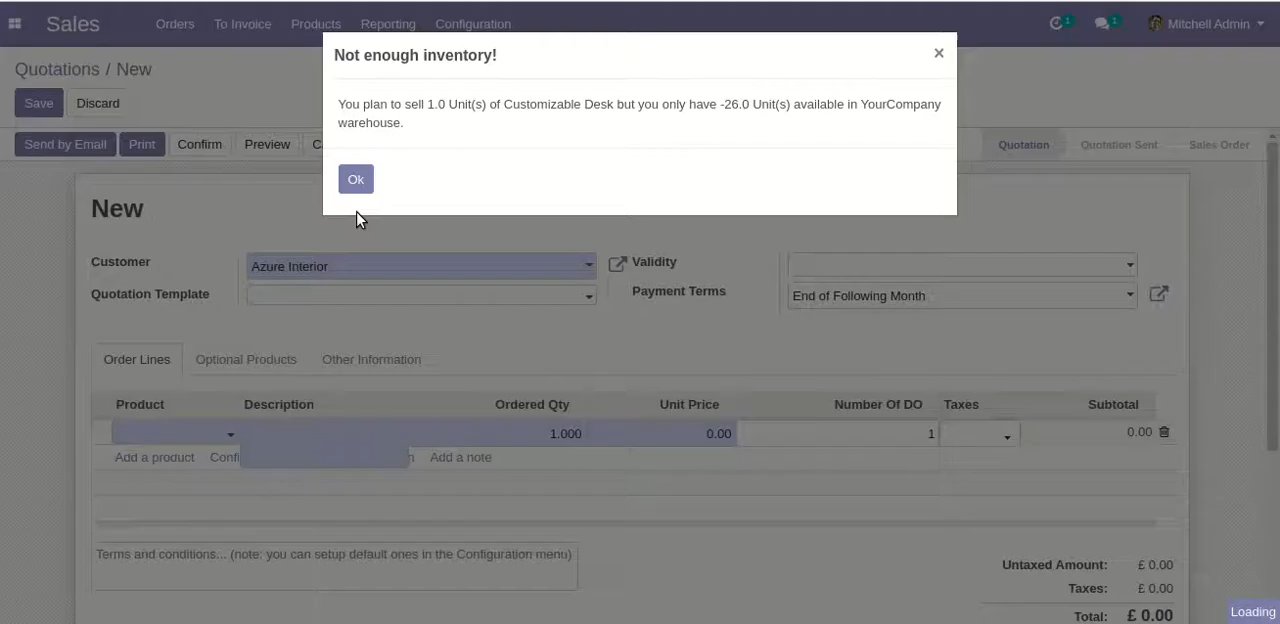 Sales Orders To Invoice Products Reporting Configuration 1 1 Mitchell Admin
Not enough inventory! ×
Quotations / New
You plan to sell 1.0 Unit(s) of Customizable Desk but you only have -26.0 Unit(s) available in YourCompany
warehouse.
Save Discard
Send by Email Print Confirm Preview C Quotation Quotation Sent Sales Order
Ok
New
Customer Azure Interior Validity
Quotation Template Payment Terms End of Following Month
Order Lines Optional Products Other Information
Product Description Ordered Qty Unit Price Number Of DO Taxes Subtotal
1.000 0.00 1 0.00
Add a product Confi n Add a note
Terms and conditions... (note: you can setup default ones in the Configuration menu)
Untaxed Amount: £ 0.00
Taxes: £ 0.00
Total: £ 0.00
Loading